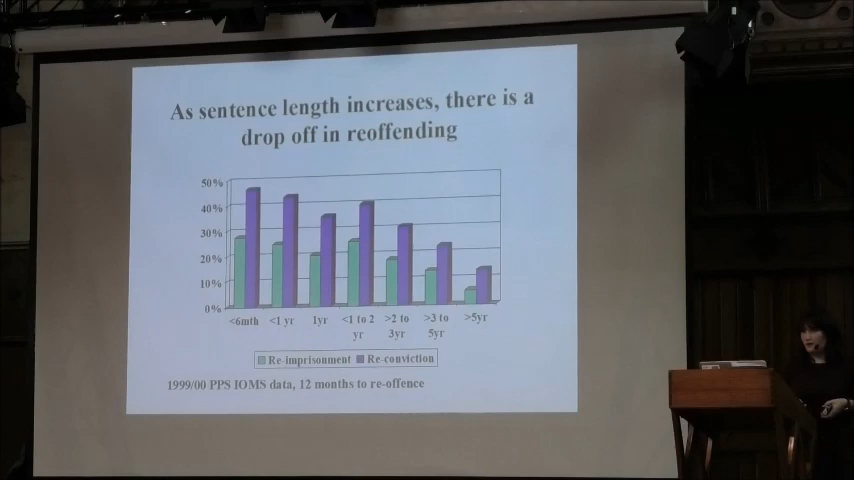 As sentence length increases, there is a
drop off in reoffending
50%
40%
30%
20%
10%
0%
<6mth <1 yr 1yr <1 to 2 yr >2 to 3yr >3 to 5yr >5yr
Re-imprisonment Re-conviction
1999/00 PPS IOMS data, 12 months to re-offence